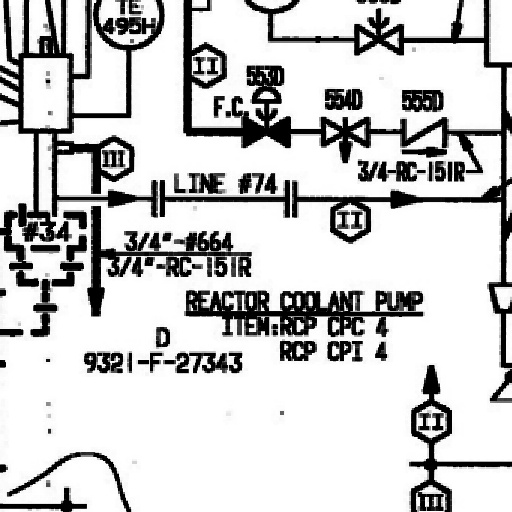 TE
495H
II
553D
F.C.
554D
555D
III
3/4-RC-151R
LINE #74
II
#34
3/4"-#664
3/4"-RC-151R
REACTOR COOLANT PUMP
ITEM:RCP CPC 4
RCP CPI 4
D
9321-F-27343
II
III